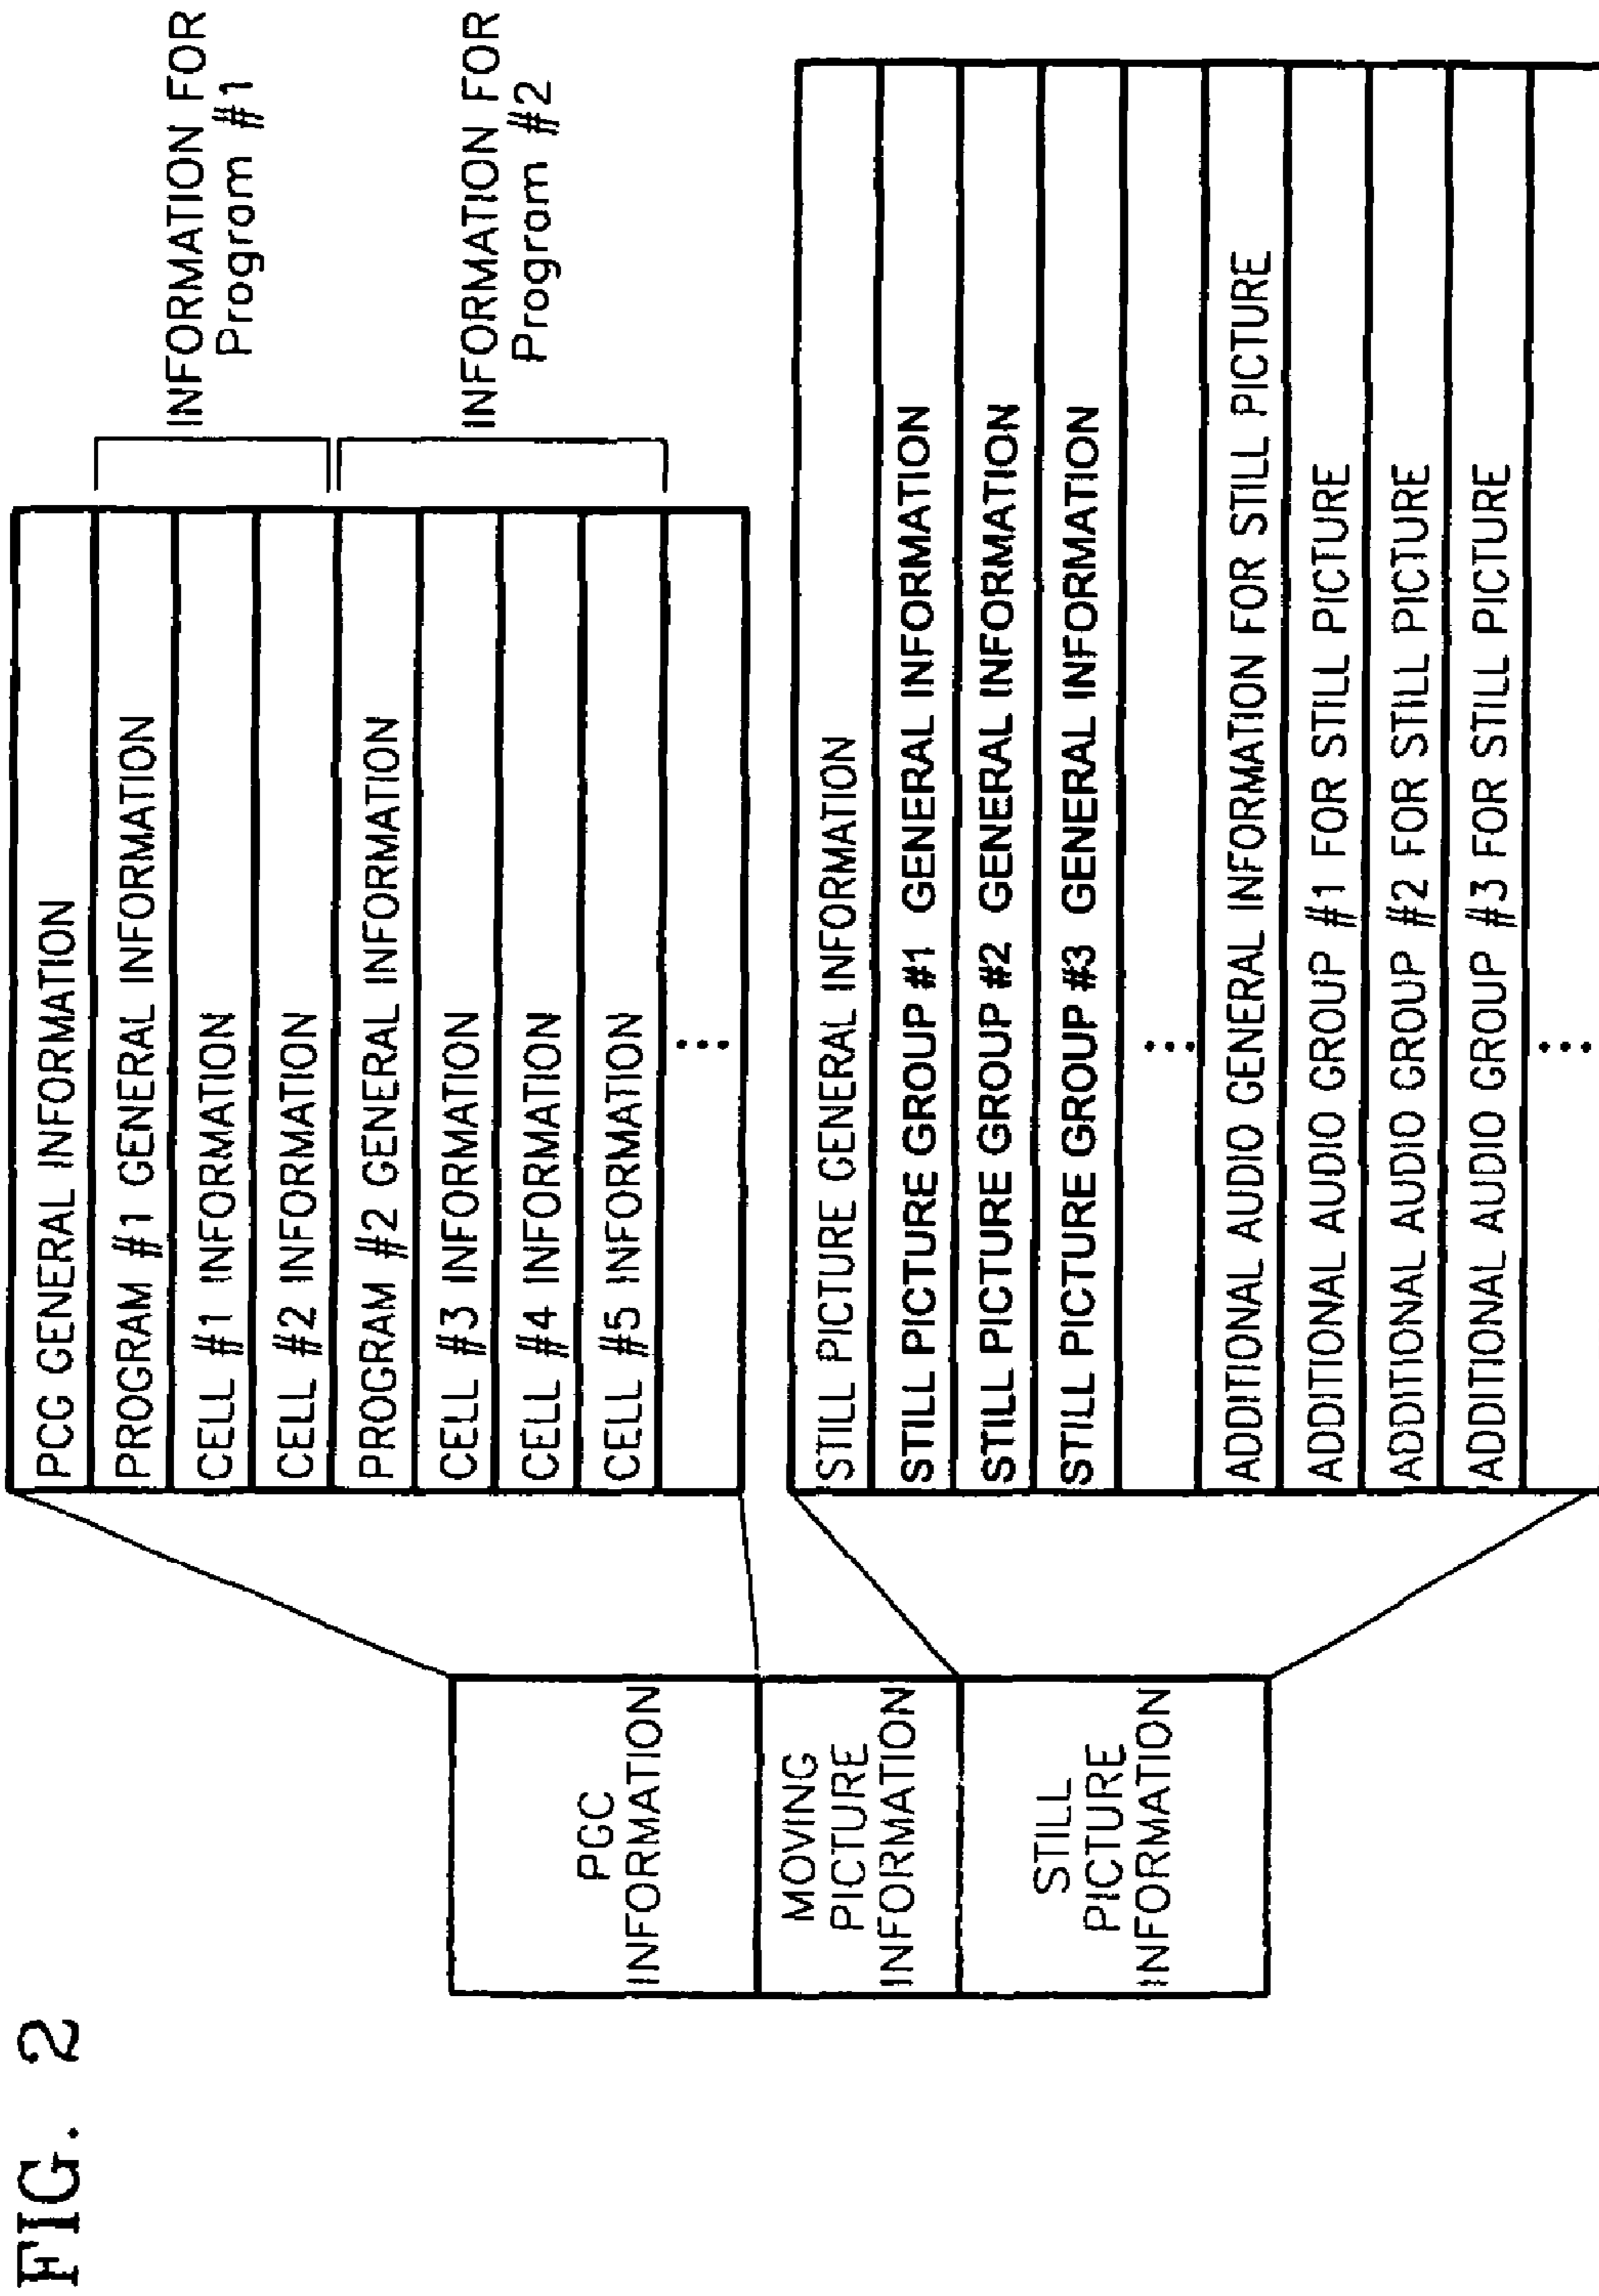 FIG. 2
PGC
INFORMATION
MOVING
PICTURE
INFORMATION
STILL
PICTURE
INFORMATION
PCG GENERAL INFORMATION
PROGRAM #1 GENERAL INFORMATION
CELL #1 INFORMATION
CELL #2 INFORMATION
PROGRAM #2 GENERAL INFORMATION
CELL #3 INFORMATION
CELL #4 INFORMATION
CELL #5 INFORMATION
...
INFORMATION FOR
Program #1
INFORMATION FOR
Program #2
STILL PICTURE GENERAL INFORMATION
STILL PICTURE GROUP #1 GENERAL INFORMATION
STILL PICTURE GROUP #2 GENERAL INFORMATION
STILL PICTURE GROUP #3 GENERAL INFORMATION
...
ADDITIONAL AUDIO GENERAL INFORMATION FOR STILL PICTURE
ADDITIONAL AUDIO GROUP #1 FOR STILL PICTURE
ADDITIONAL AUDIO GROUP #2 FOR STILL PICTURE
ADDITIONAL AUDIO GROUP #3 FOR STILL PICTURE
...